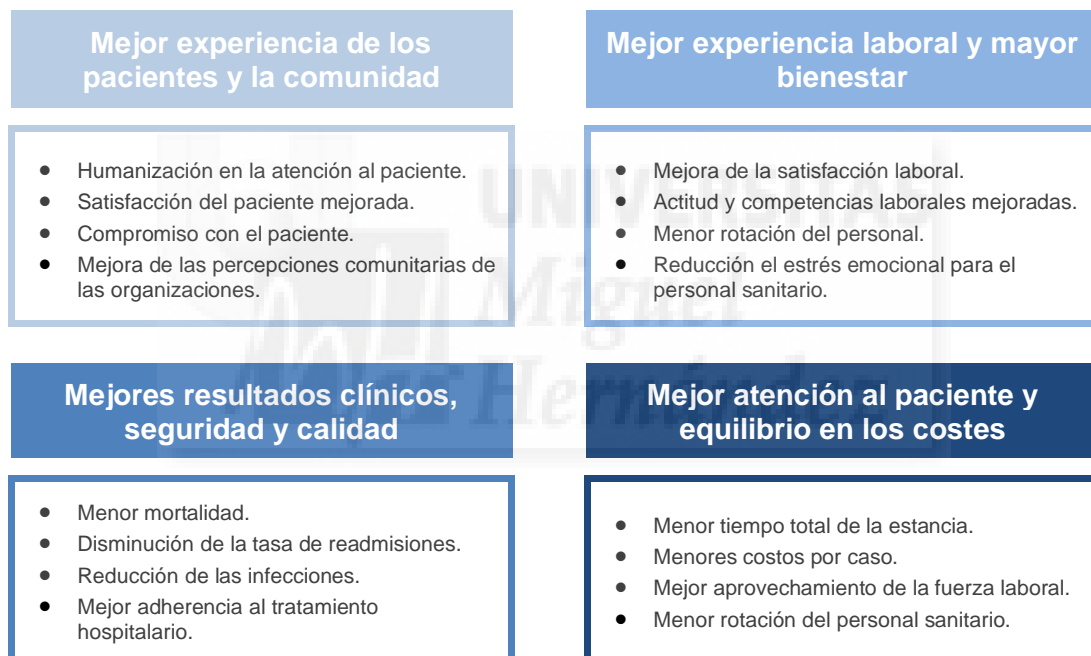 Mejor experiencia de los
pacientes y la comunidad
• Humanización en la atención al paciente.
• Satisfacción del paciente mejorada.
• Compromiso con el paciente.
• Mejora de las percepciones comunitarias de
las organizaciones.
Mejor experiencia laboral y mayor
bienestar
• Mejora de la satisfacción laboral.
• Actitud y competencias laborales mejoradas.
• Menor rotación del personal.
• Reducción el estrés emocional para el
personal sanitario.
Mejores resultados clínicos,
seguridad y calidad
• Menor mortalidad.
• Disminución de la tasa de readmisiones.
• Reducción de las infecciones.
• Mejor adherencia al tratamiento
hospitalario.
Mejor atención al paciente y
equilibrio en los costes
• Menor tiempo total de la estancia.
• Menores costos por caso.
• Mejor aprovechamiento de la fuerza laboral.
• Menor rotación del personal sanitario.
UNIVERSITAS
Miguel
Hernández